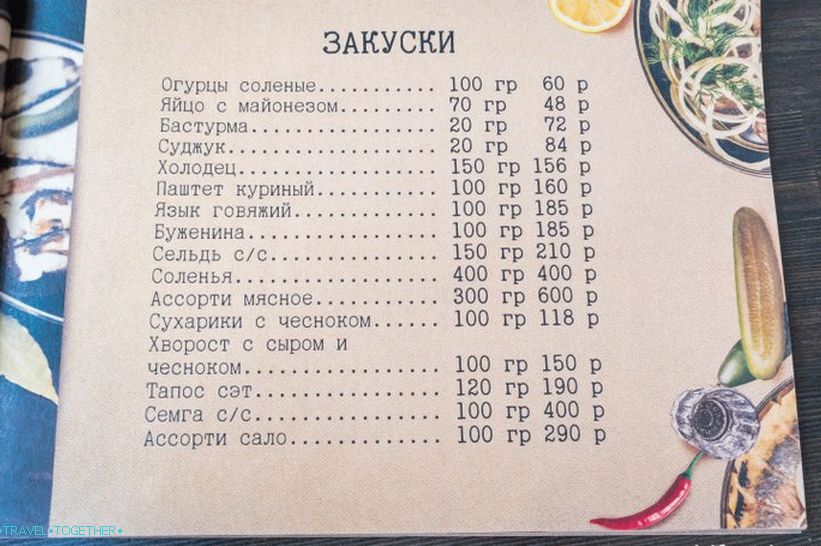 ЗАКУСКИ
Огурцы соленые........... 100 гр 60 р
Яйцо с майонезом......... 70 гр 48 р
Бастурма................. 20 гр 72 р
Суджук................... 20 гр 84 р
Холодец.................. 150 гр 156 р
Паштет куриный........... 100 гр 160 р
Язык говяжий............. 100 гр 185 р
Буженина................. 100 гр 185 р
Сельдь с/с............... 150 гр 210 р
Соленья.................. 400 гр 400 р
Ассорти мясное........... 300 гр 600 р
Сухарики с чесноком...... 100 гр 118 р
Хворост с сыром и
чесноком................. 100 гр 150 р
Тапос сэт................ 120 гр 190 р
Семга с/с................ 100 гр 400 р
Ассорти сало............. 100 гр 290 р
•TRAVEL•TOGETHER•